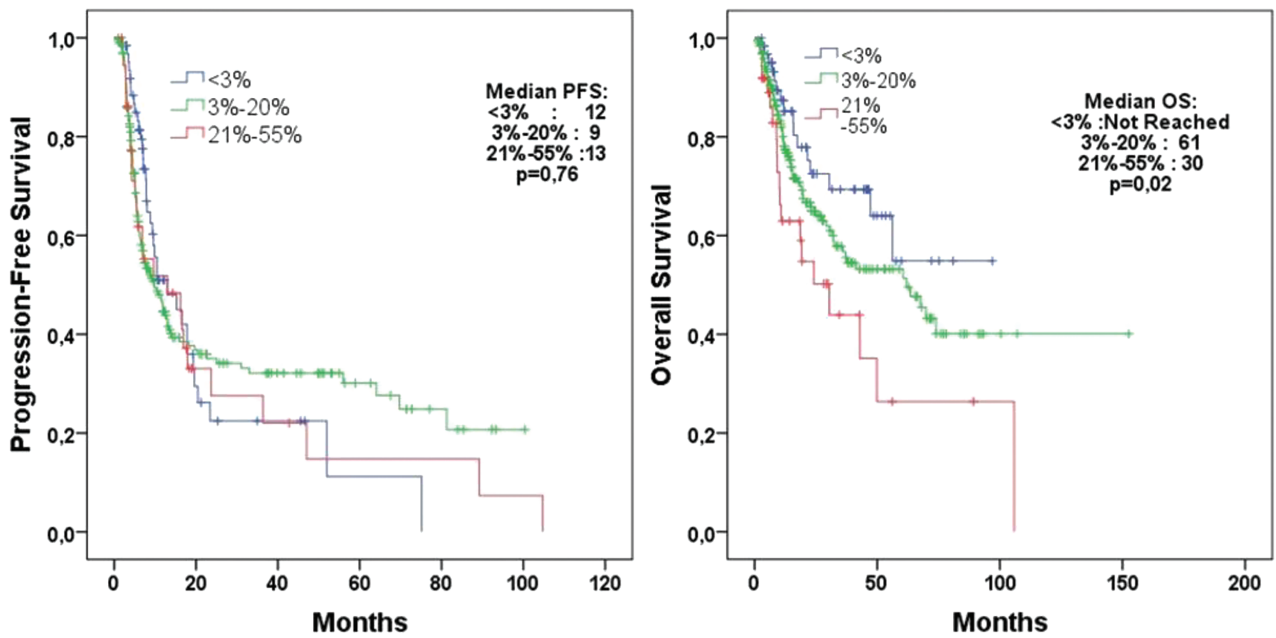 Progression-Free Survival
1,0
0,8
0,6
0,4
0,2
0,0
<3%
3%-20%
21%-55%
Median PFS:
<3% : 12
3%-20% : 9
21%-55% :13
p=0,76
0 20 40 60 80 100 120
Months
Overall Survival
1,0
0,8
0,6
0,4
0,2
0,0
<3%
3%-20%
21%
-55%
Median OS:
<3% :Not Reached
3%-20% : 61
21%-55% : 30
p=0,02
0 50 100 150 200
Months